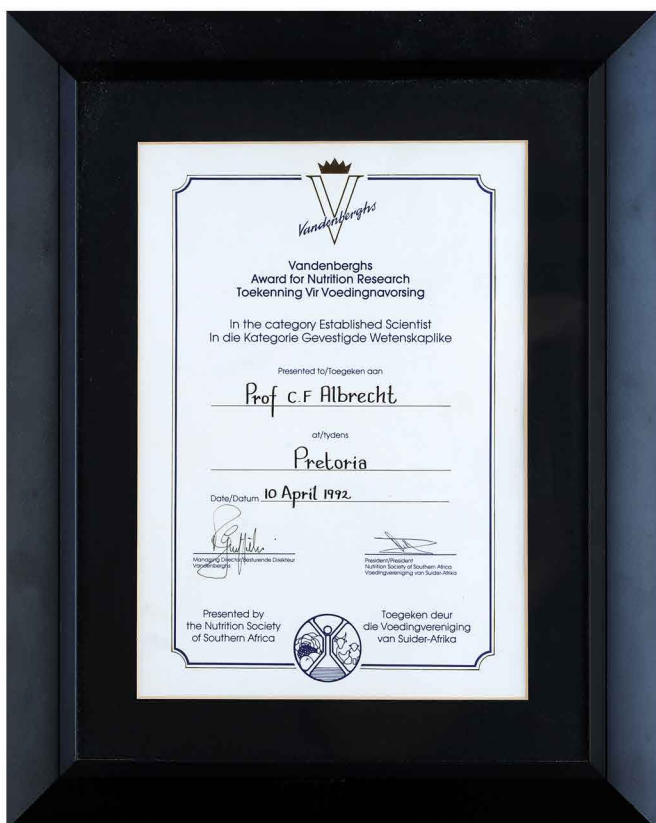 Vandenberghs
Vandenberghs
Award for Nutrition Research
Toekenning Vir Voedingnavorsing
In the category Established Scientist
In die Kategorie Gevestigde Wetenskaplike
Presented to/Toegeken aan
Prof C.F Albrecht
at/tydens
Pretoria
Date/Datum 10 April 1992
Managing Director/Besturende Direkteur
Vandenberghs
President/President
Nutrition Society of Southern Africa
Voedingvereniging van Suider-Afrika
Presented by
the Nutrition Society
of Southern Africa
Toegeken deur
die Voedingvereniging
van Suider-Afrika